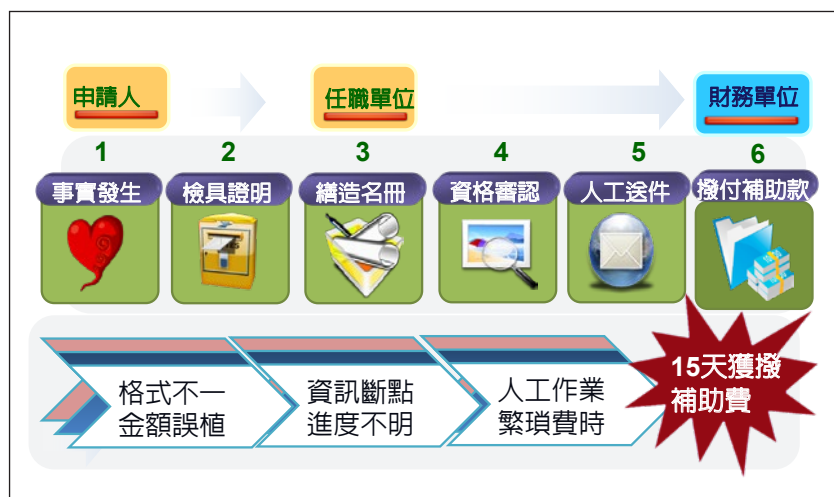 申請人
任職單位
財務單位
1
2
3
4
5
6
事實發生
檢具證明
繕造名冊
資格審認
人工送件
撥付補助款
格式不一
金額誤植
資訊斷點
進度不明
人工作業
繁瑣費時
15天獲撥
補助費